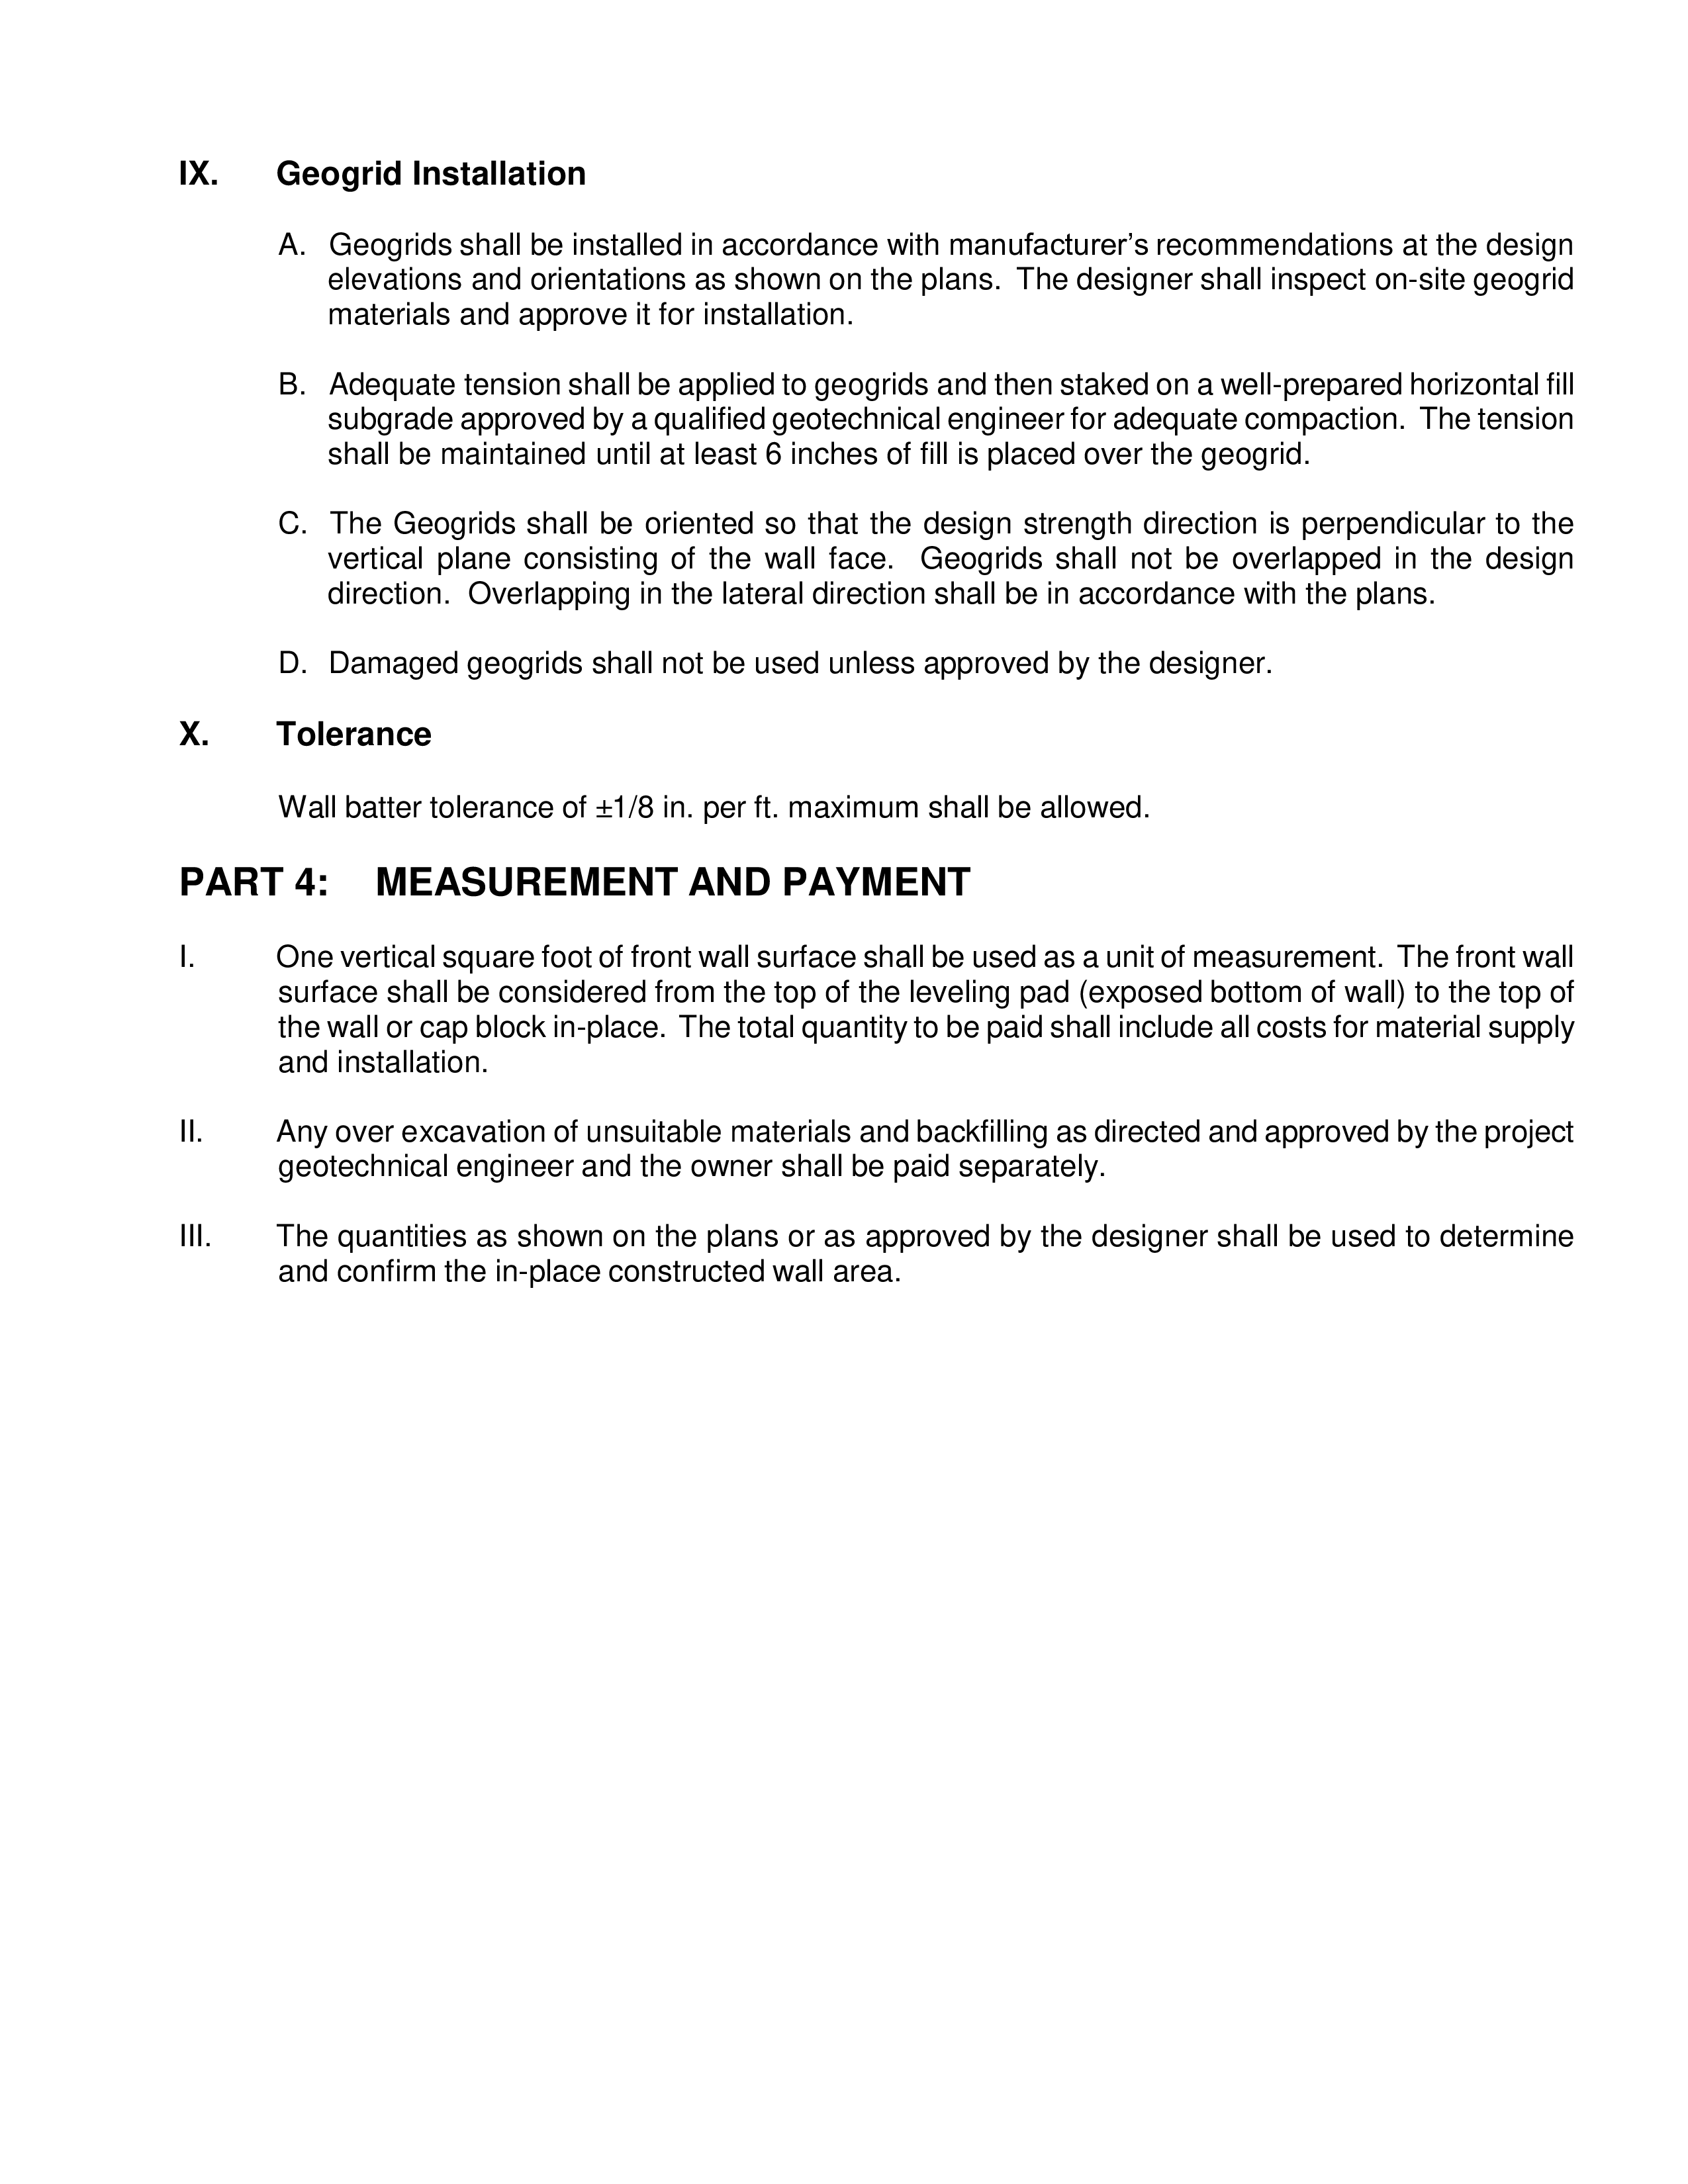 IX. Geogrid Installation
A. Geogrids shall be installed in accordance with manufacturer’s recommendations at the design
elevations and orientations as shown on the plans. The designer shall inspect on-site geogrid
materials and approve it for installation.
B. Adequate tension shall be applied to geogrids and then staked on a well-prepared horizontal fill
subgrade approved by a qualified geotechnical engineer for adequate compaction. The tension
shall be maintained until at least 6 inches of fill is placed over the geogrid.
C. The Geogrids shall be oriented so that the design strength direction is perpendicular to the
vertical plane consisting of the wall face. Geogrids shall not be overlapped in the design
direction. Overlapping in the lateral direction shall be in accordance with the plans.
D. Damaged geogrids shall not be used unless approved by the designer.
X. Tolerance
Wall batter tolerance of ±1/8 in. per ft. maximum shall be allowed.
PART 4: MEASUREMENT AND PAYMENT
I. One vertical square foot of front wall surface shall be used as a unit of measurement. The front wall
surface shall be considered from the top of the leveling pad (exposed bottom of wall) to the top of
the wall or cap block in-place. The total quantity to be paid shall include all costs for material supply
and installation.
II. Any over excavation of unsuitable materials and backfilling as directed and approved by the project
geotechnical engineer and the owner shall be paid separately.
III. The quantities as shown on the plans or as approved by the designer shall be used to determine
and confirm the in-place constructed wall area.